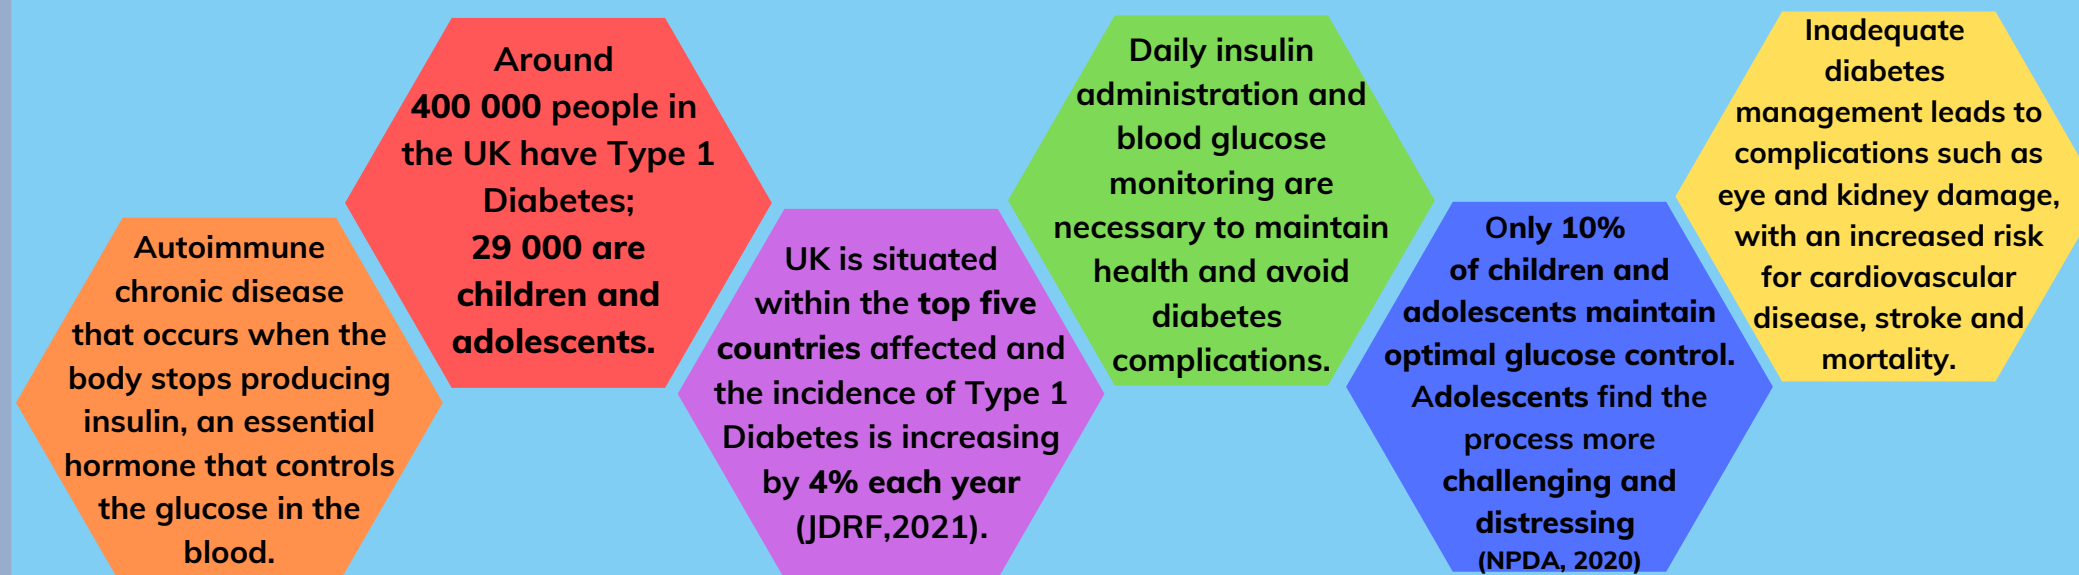 Autoimmune
chronic disease
that occurs when the
body stops producing
insulin, an essential
hormone that controls
the glucose in the
blood.
Around
400 000 people in
the UK have Type 1
Diabetes;
29 000 are
children and
adolescents.
UK is situated
within the top five
countries affected and
the incidence of Type 1
Diabetes is increasing
by 4% each year
(JDRF,2021).
Daily insulin
administration and
blood glucose
monitoring are
necessary to maintain
health and avoid
diabetes
complications.
Only 10%
of children and
adolescents maintain
optimal glucose control.
Adolescents find the
process more
challenging and
distressing
(NPDA, 2020)
Inadequate
diabetes
management leads to
complications such as
eye and kidney damage,
with an increased risk
for cardiovascular
disease, stroke and
mortality.